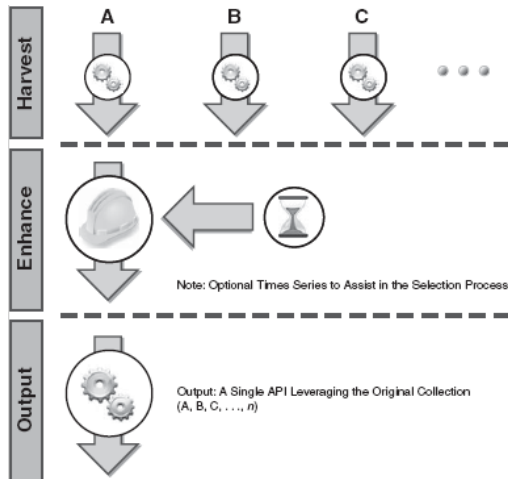 A B C
Harvest
Enhance
Note: Optional Times Series to Assist in the Selection Process
Output
Output: A Single API Leveraging the Original Collection
(A, B, C, . . ., n)